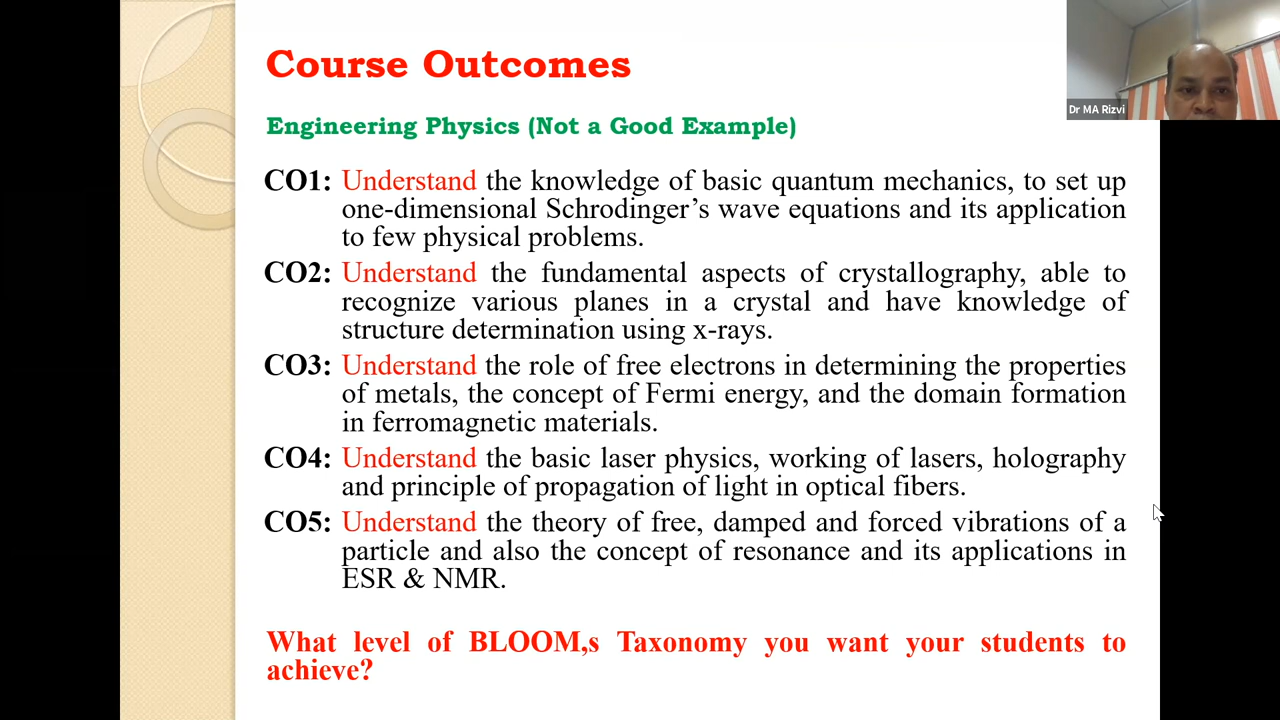 Course Outcomes
Dr MA Rizvi
Engineering Physics (Not a Good Example)
CO1: Understand the knowledge of basic quantum mechanics, to set up
one-dimensional Schrodinger’s wave equations and its application
to few physical problems.
CO2: Understand the fundamental aspects of crystallography, able to
recognize various planes in a crystal and have knowledge of
structure determination using x-rays.
CO3: Understand the role of free electrons in determining the properties
of metals, the concept of Fermi energy, and the domain formation
in ferromagnetic materials.
CO4: Understand the basic laser physics, working of lasers, holography
and principle of propagation of light in optical fibers.
CO5: Understand the theory of free, damped and forced vibrations of a
particle and also the concept of resonance and its applications in
ESR & NMR.
What level of BLOOM,s Taxonomy you want your students to
achieve?